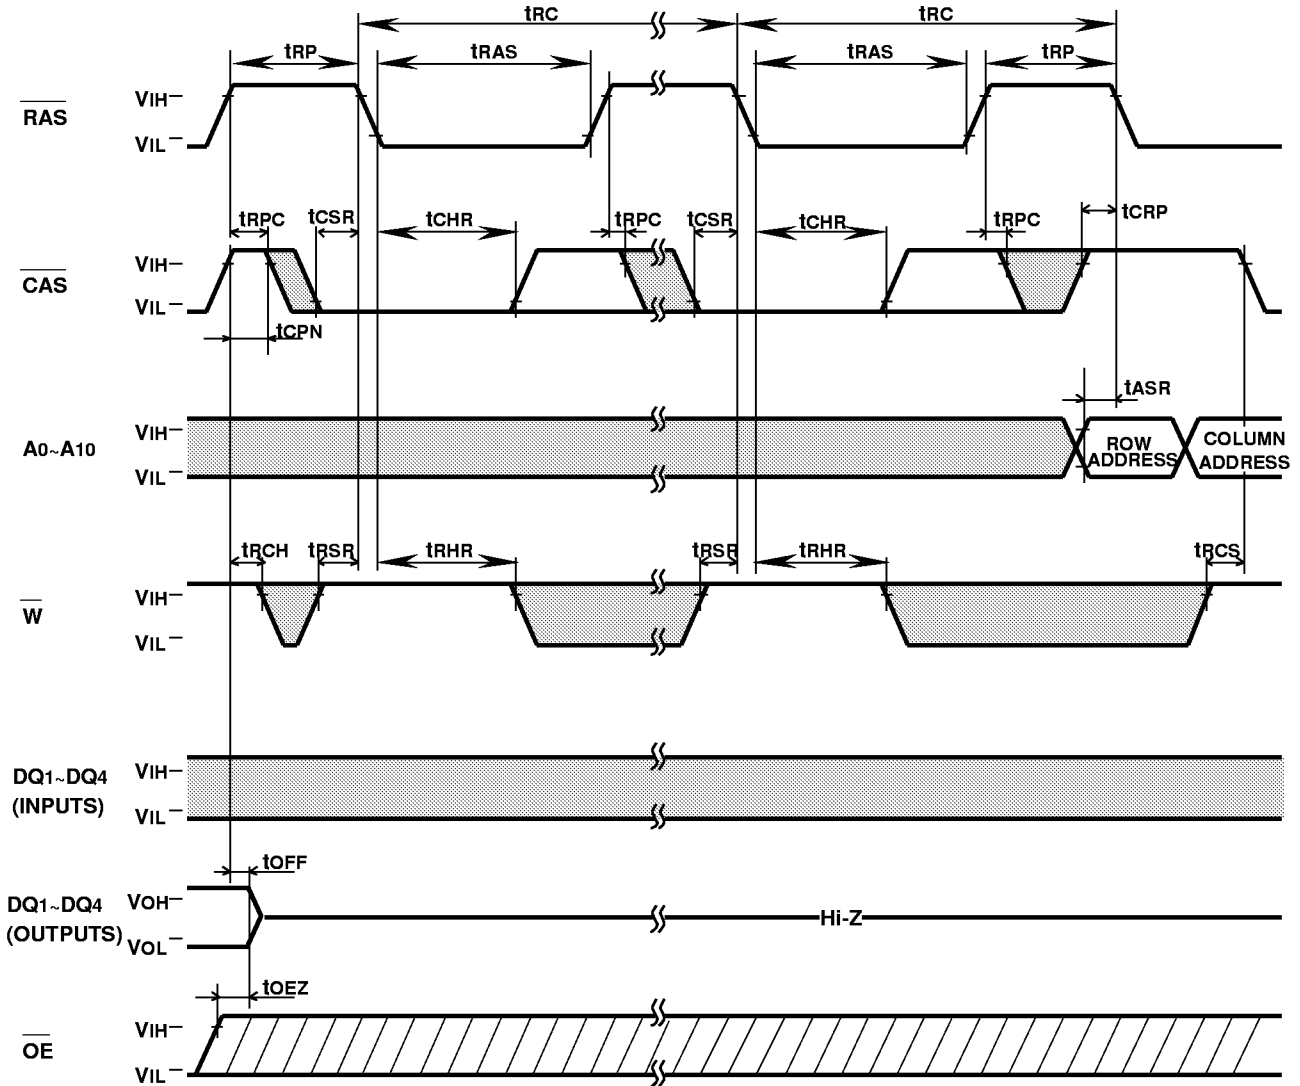 tRC tRC
tRP tRAS tRAS tRP
RAS VIH
VIL
tRPC tCSR tCHR tRPC tCSR tCHR tRPC tCRP
CAS VIH
VIL
tCPN
tASR
A0~A10 VIH
VIL
ROW ADDRESS
COLUMN ADDRESS
tRCH tRSR tRHR tRSR tRHR tRCS
W VIH
VIL
DQ1~DQ4 (INPUTS) VIH
VIL
tOFF
DQ1~DQ4 (OUTPUTS) VOH
VOL
Hi-Z
tOEZ
OE VIH
VIL